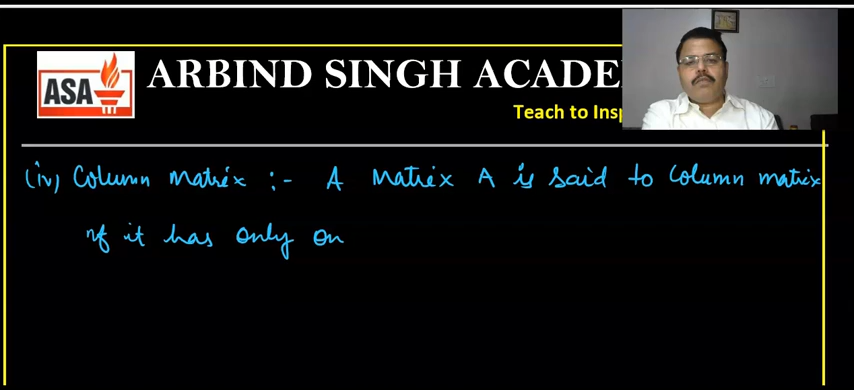 ASA
ARBIND SINGH ACADE
Teach to Insp
(iv) Column Matrix :- A Matrix A is said to Column matrix
if it has only on